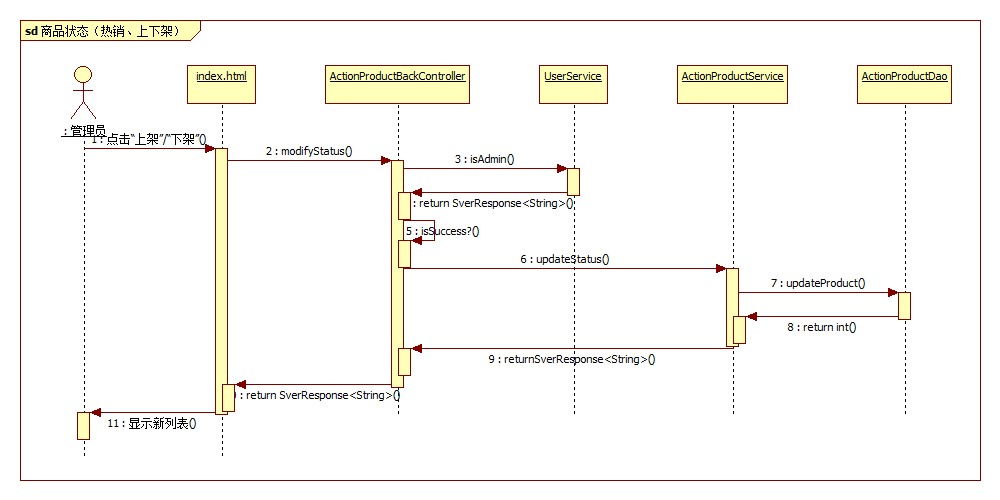 sd 商品状态（热销、上下架）
index.html
ActionProductBackController
UserService
ActionProductService
ActionProductDao
: 管理员
1 : 点击“上架”/“下架”()
2 : modifyStatus()
3 : isAdmin()
: return SverResponse<String>()
5 : isSuccess?()
6 : updateStatus()
7 : updateProduct()
8 : return int()
9 : returnSverResponse<String>()
: return SverResponse<String>()
11 : 显示新列表()